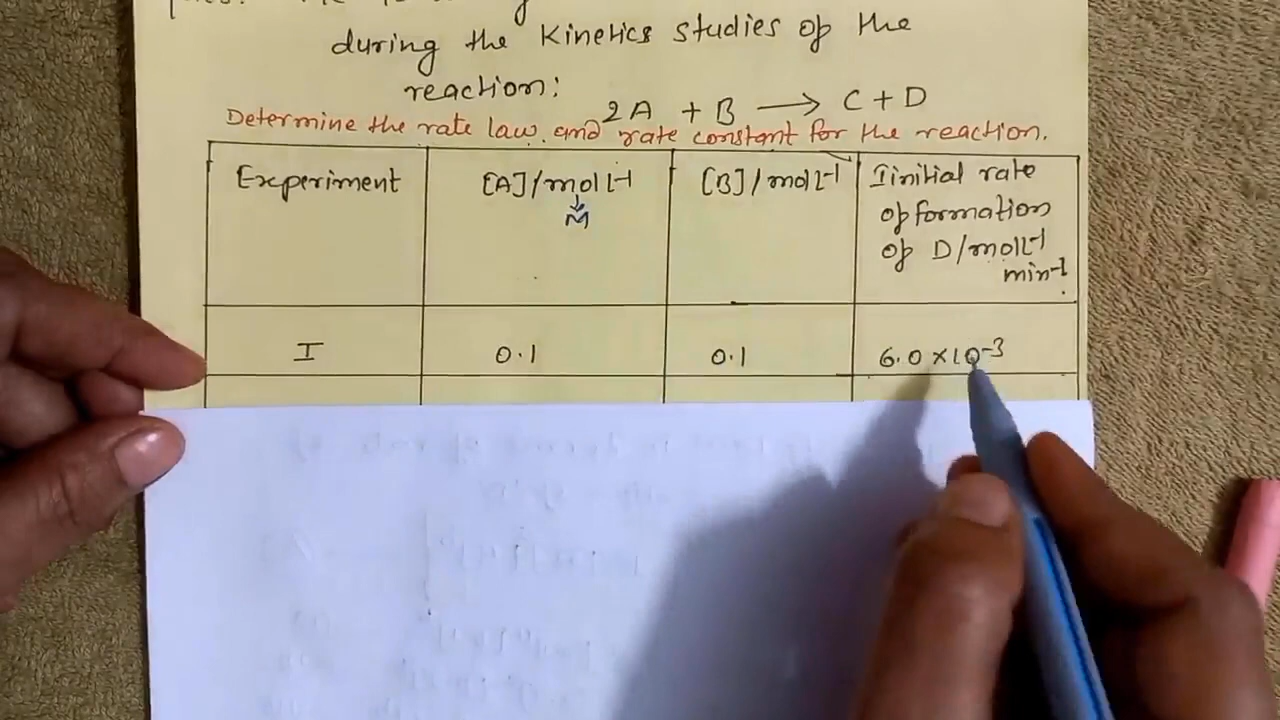 during the Kinetics studies of the
reaction:
2A + B → C + D
Determine the rate law and rate constant for the reaction.
Experiment
[A]/mol L-1
M
[B]/mol L-1
Iinitial rate
of formation
of D/mol L-1
min-1
I
0.1
0.1
6.0 × 10-3